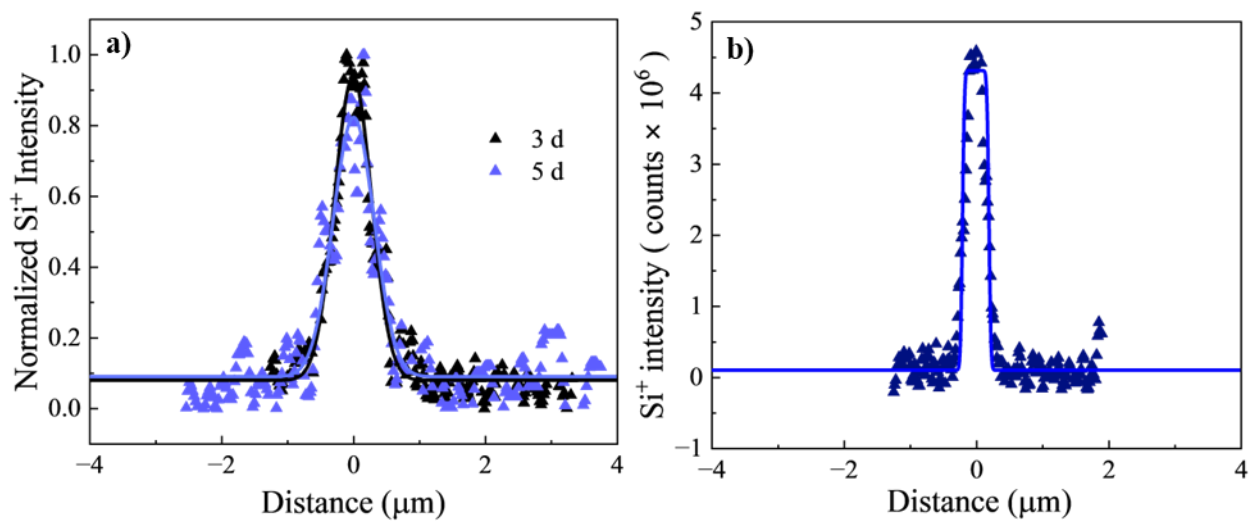 a)
Normalized Si⁺ Intensity
1.0
0.8
0.6
0.4
0.2
0.0
3 d
5 d
−4
−2
0
2
4
Distance (μm)
b)
Si⁺ intensity ( counts × 10⁶ )
5
4
3
2
1
0
−1
−4
−2
0
2
4
Distance (μm)